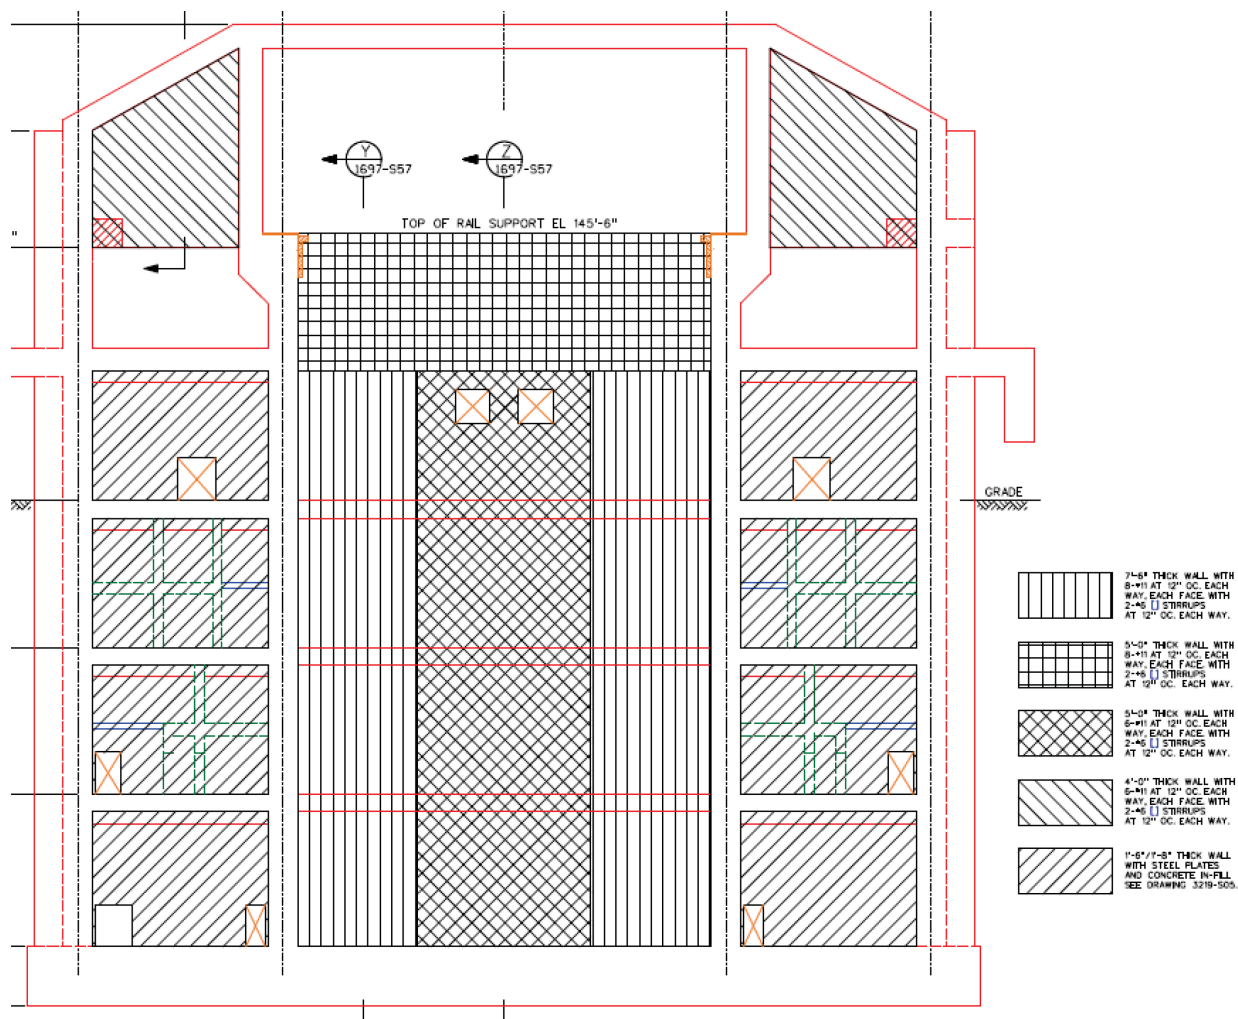 Y
1697-S57
Z
1697-S57
TOP OF RAIL SUPPORT EL 145'-6"
"
GRADE
7'-6" THICK WALL WITH
8-#11 AT 12" OC. EACH
WAY, EACH FACE. WITH
2-#6 [] STIRRUPS
AT 12" OC. EACH WAY.
5'-0" THICK WALL WITH
8-#11 AT 12" OC. EACH
WAY, EACH FACE. WITH
2-#6 [] STIRRUPS
AT 12" OC. EACH WAY.
5'-0" THICK WALL WITH
6-#11 AT 12" OC. EACH
WAY, EACH FACE. WITH
2-#6 [] STIRRUPS
AT 12" OC. EACH WAY.
4'-0" THICK WALL WITH
6-#11 AT 12" OC. EACH
WAY, EACH FACE. WITH
2-#6 [] STIRRUPS
AT 12" OC. EACH WAY.
1'-6"/1'-8" THICK WALL
WITH STEEL PLATES
AND CONCRETE IN-FILL
SEE DRAWING 3219-S05.